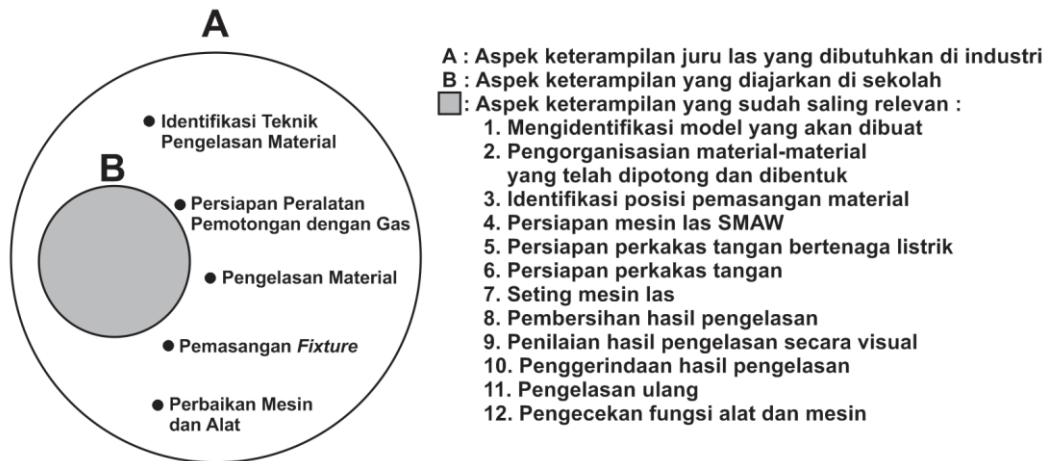 A
● Identifikasi Teknik
Pengelasan Material
B
● Persiapan Peralatan
Pemotongan dengan Gas
● Pengelasan Material
● Pemasangan Fixture
● Perbaikan Mesin
dan Alat
A : Aspek keterampilan juru las yang dibutuhkan di industri
B : Aspek keterampilan yang diajarkan di sekolah
: Aspek keterampilan yang sudah saling relevan :
1. Mengidentifikasi model yang akan dibuat
2. Pengorganisasian material-material
yang telah dipotong dan dibentuk
3. Identifikasi posisi pemasangan material
4. Persiapan mesin las SMAW
5. Persiapan perkakas tangan bertenaga listrik
6. Persiapan perkakas tangan
7. Seting mesin las
8. Pembersihan hasil pengelasan
9. Penilaian hasil pengelasan secara visual
10. Penggerindaan hasil pengelasan
11. Pengelasan ulang
12. Pengecekan fungsi alat dan mesin